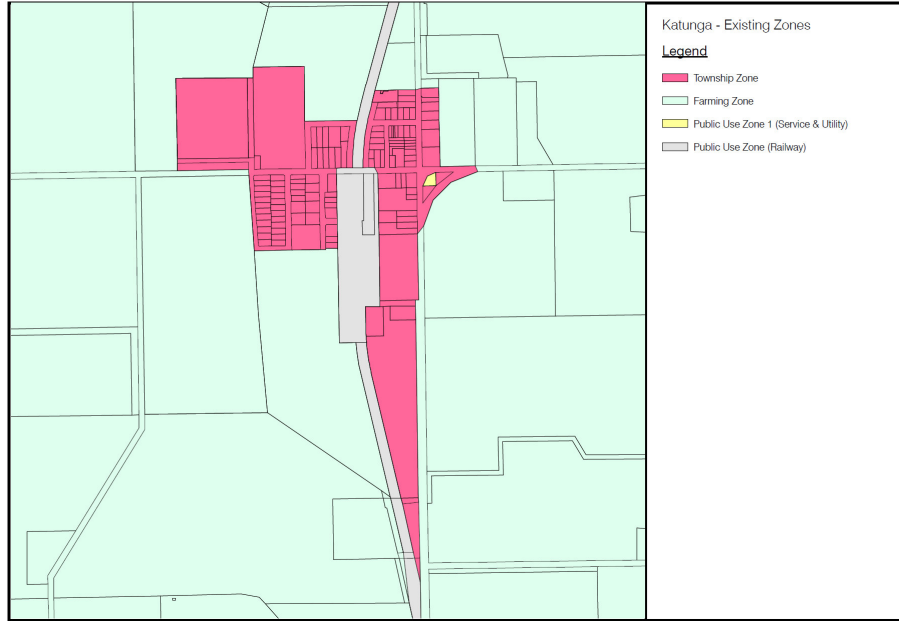 Katunga - Existing Zones
Legend
Township Zone
Farming Zone
Public Use Zone 1 (Service & Utility)
Public Use Zone (Railway)